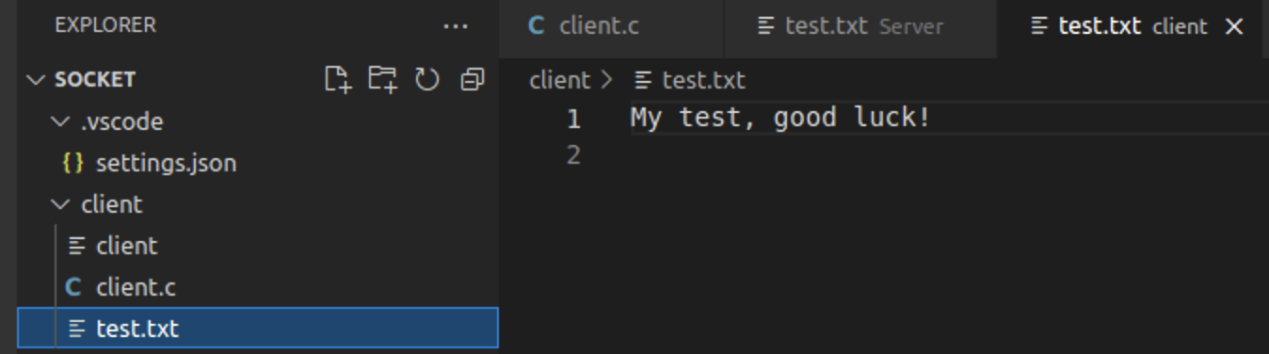 EXPLORER ...
SOCKET
.vscode
{} settings.json
client
client
C client.c
test.txt
C client.c test.txt Server test.txt client
client > test.txt
1 My test, good luck!
2